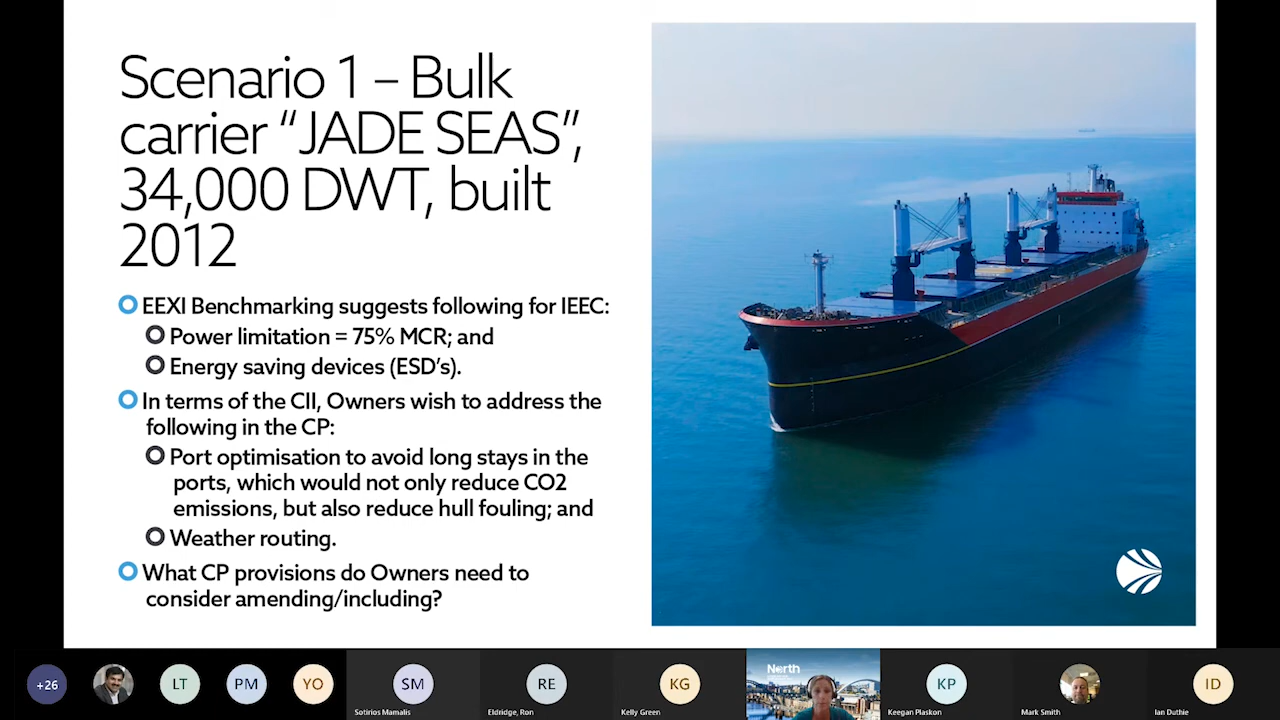 Scenario 1 – Bulk
carrier “JADE SEAS”,
34,000 DWT, built
2012
EEXI Benchmarking suggests following for IEEC:
Power limitation = 75% MCR; and
Energy saving devices (ESD’s).
In terms of the CII, Owners wish to address the
following in the CP:
Port optimisation to avoid long stays in the
ports, which would not only reduce CO2
emissions, but also reduce hull fouling; and
Weather routing.
What CP provisions do Owners need to
consider amending/including?
+26
LT
PM
YO
SM
Sotirios Mamalis
RE
Eldridge, Ron
KG
Kelly Green
North
KP
Keegan Plaskon
Mark Smith
ID
Ian Duthie